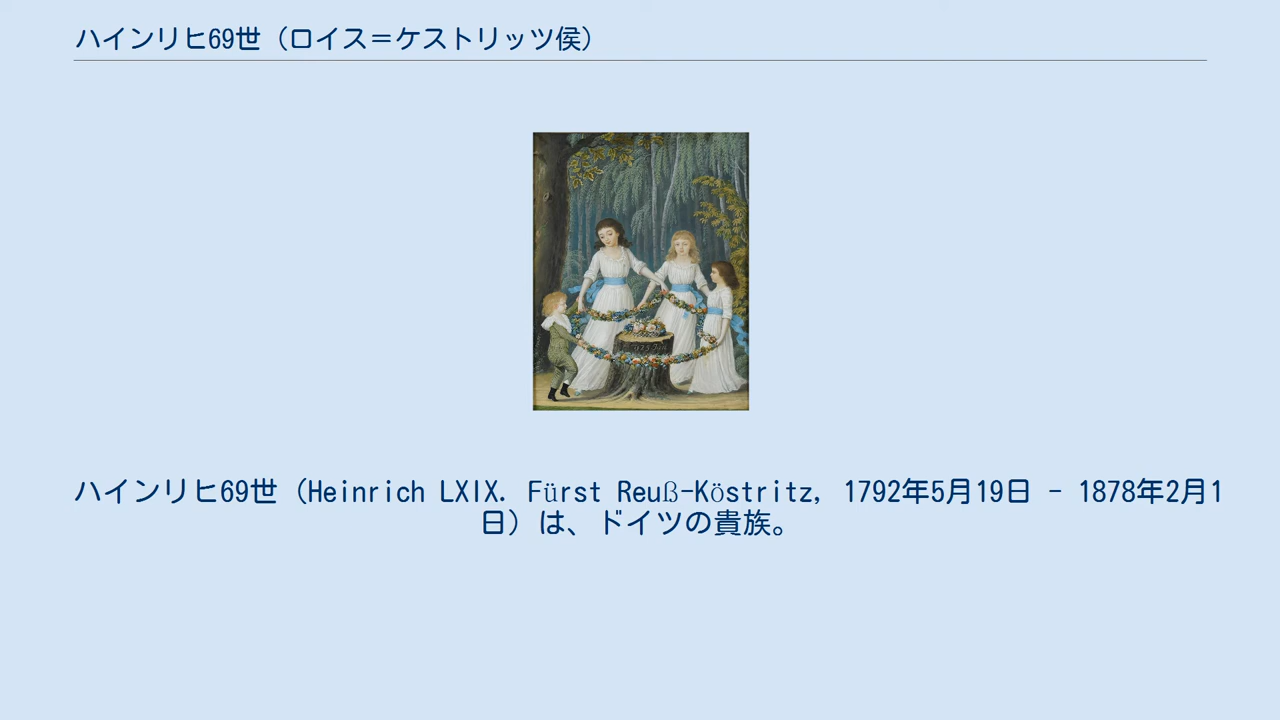 ハインリヒ69世（ロイス＝ケストリッツ侯）
ハインリヒ69世（Heinrich LXIX. Fürst Reuß-Köstritz, 1792年5月19日 - 1878年2月1
日）は、ドイツの貴族。